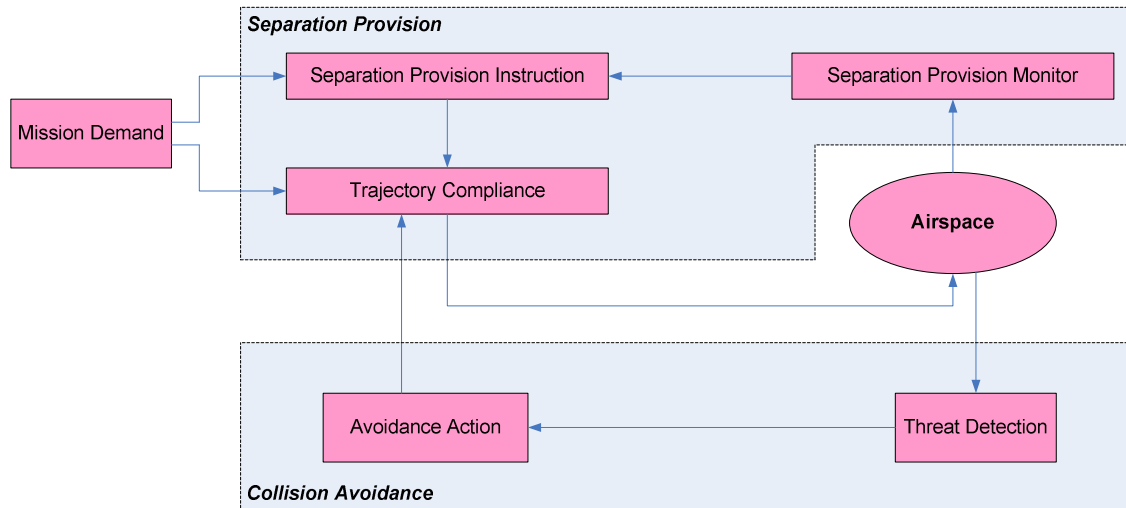 Separation Provision
Separation Provision Instruction
Separation Provision Monitor
Mission Demand
Trajectory Compliance
Airspace
Avoidance Action
Threat Detection
Collision Avoidance